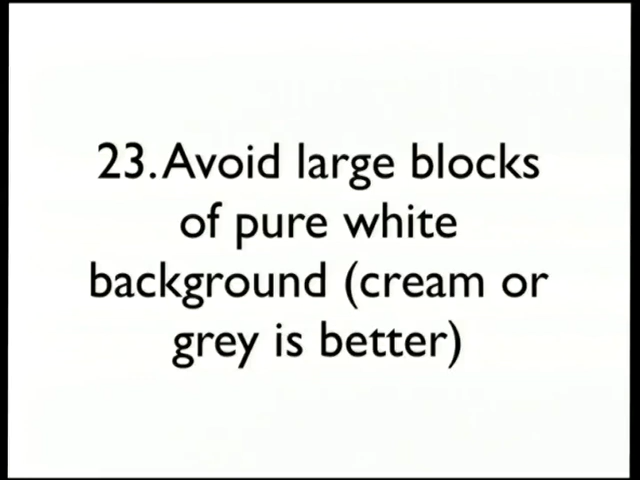 23. Avoid large blocks
of pure white
background (cream or
grey is better)